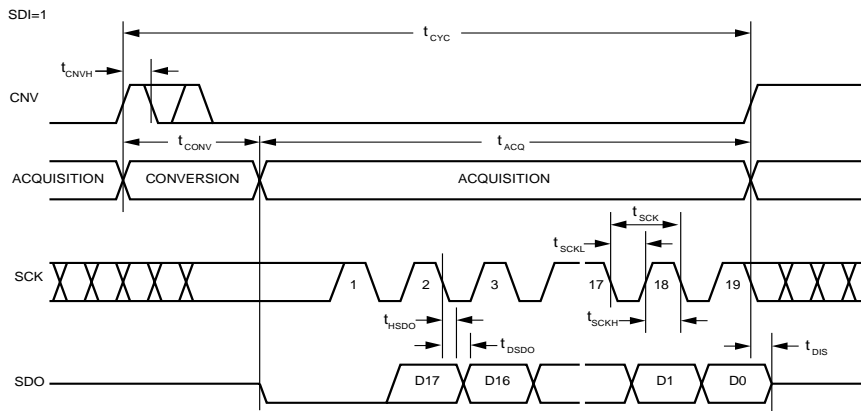 SDI=1
tCYC
tCNVH
CNV
tCONV
tACQ
ACQUISITION
CONVERSION
ACQUISITION
tSCK
tSCKL
SCK
1
2
3
17
18
19
tHSDO
tSCKH
tDSDO
tDIS
SDO
D17
D16
D1
D0